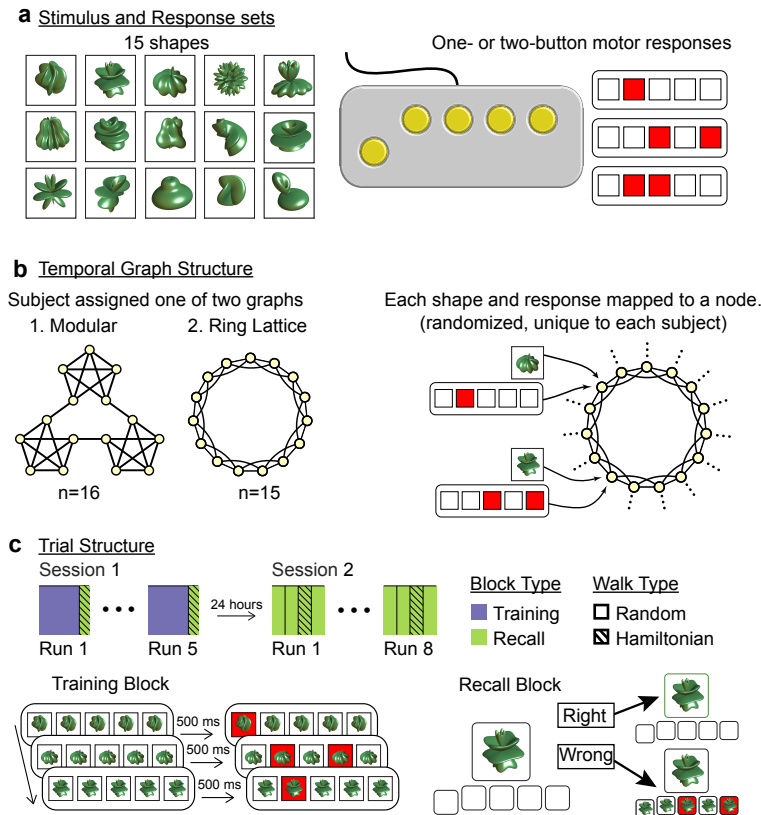 a Stimulus and Response sets
15 shapes
One- or two-button motor responses
b Temporal Graph Structure
Subject assigned one of two graphs
1. Modular
2. Ring Lattice
n=16
n=15
Each shape and response mapped to a node.
(randomized, unique to each subject)
c Trial Structure
Session 1
Run 1
Run 5
24 hours
Session 2
Run 1
Run 8
Block Type
Training
Recall
Walk Type
Random
Hamiltonian
Training Block
500 ms
500 ms
500 ms
Recall Block
Right
Wrong